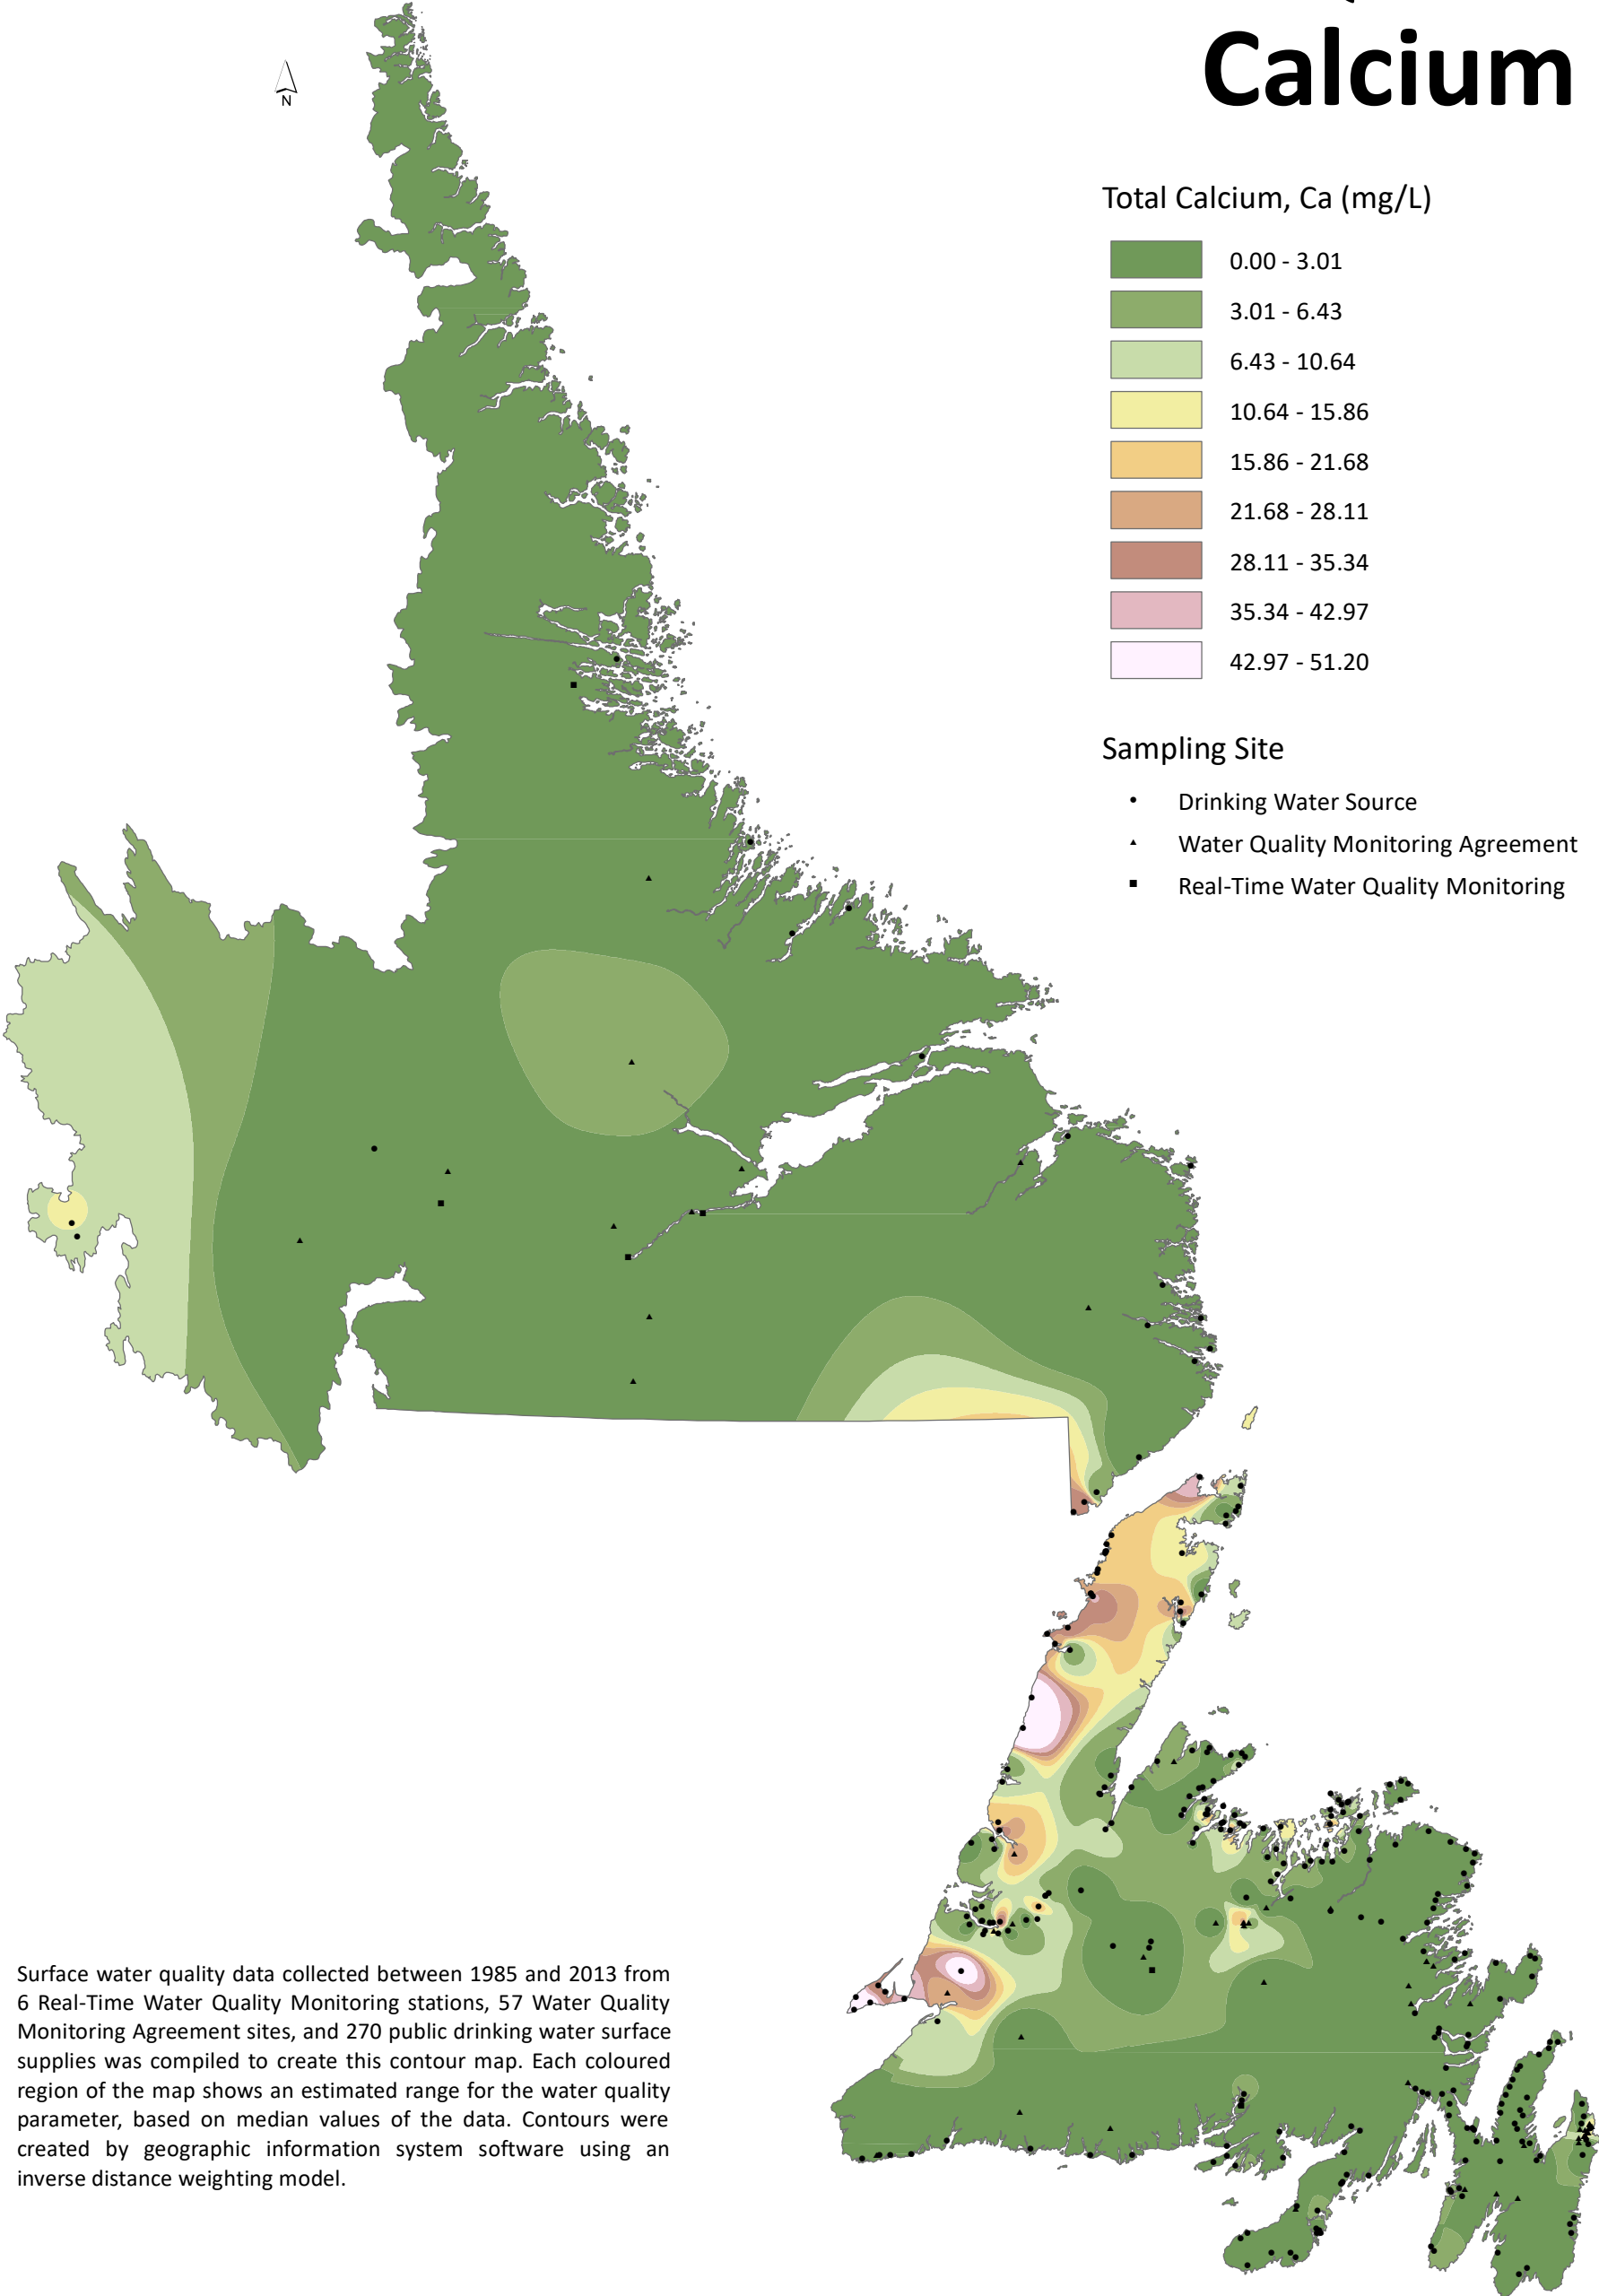 Calcium
N
Total Calcium, Ca (mg/L)
0.00 - 3.01
3.01 - 6.43
6.43 - 10.64
10.64 - 15.86
15.86 - 21.68
21.68 - 28.11
28.11 - 35.34
35.34 - 42.97
42.97 - 51.20
Sampling Site
Drinking Water Source
Water Quality Monitoring Agreement
Real-Time Water Quality Monitoring
Surface water quality data collected between 1985 and 2013 from
6 Real-Time Water Quality Monitoring stations, 57 Water Quality
Monitoring Agreement sites, and 270 public drinking water surface
supplies was compiled to create this contour map. Each coloured
region of the map shows an estimated range for the water quality
parameter, based on median values of the data. Contours were
created by geographic information system software using an
inverse distance weighting model.